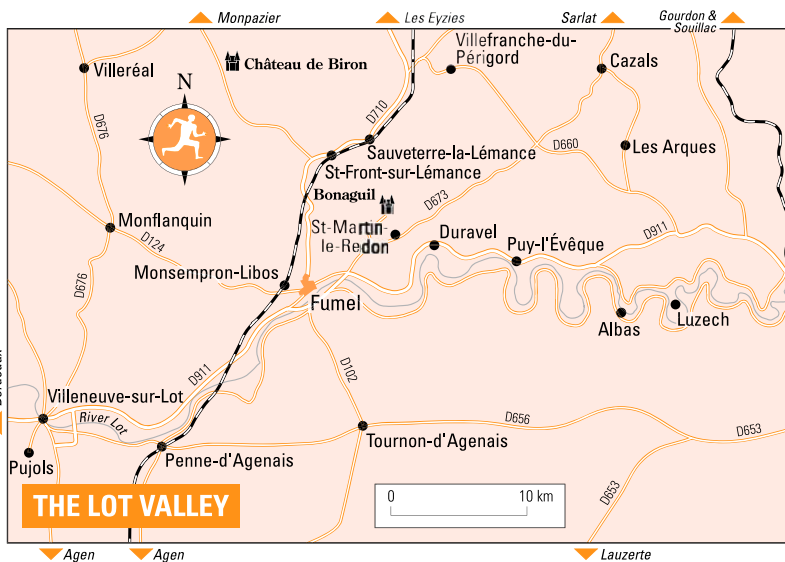 Monpazier
Les Eyzies
Sarlat
Gourdon &
Souillac
Villeréal
Château de Biron
Villefranche-du-
Périgord
Cazals
N
D710
D676
Sauveterre-la-Lémance
St-Front-sur-Lémance
D660
Les Arques
Bonaguil
D673
Monflanquin
St-Martin-
le-Redon
Duravel
D911
D124
Puy-l'Évêque
Monsempron-Libos
D676
Fumel
Albas
Luzech
D911
D102
Villeneuve-sur-Lot
River Lot
D656
D653
Tournon-d'Agenais
Pujols
Penne-d'Agenais
D653
THE LOT VALLEY
0 10 km
Agen
Agen
Lauzerte